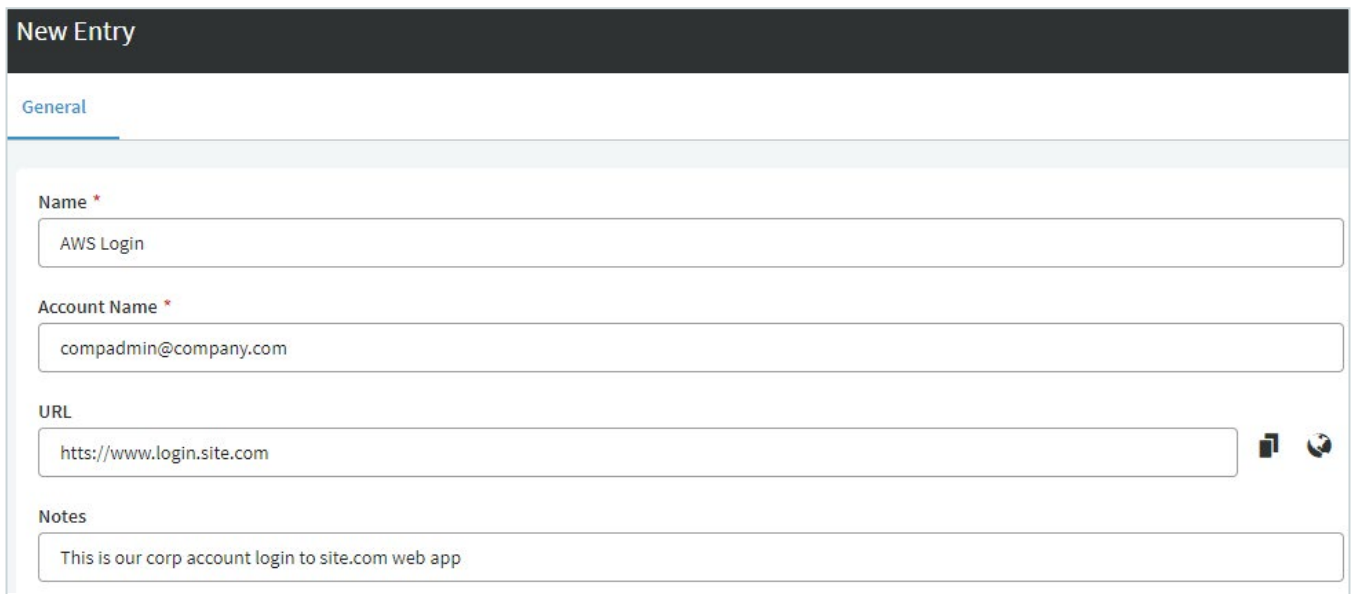 New Entry
General
Name *
AWS Login
Account Name *
compadmin@company.com
URL
htts://www.login.site.com
Notes
This is our corp account login to site.com web app